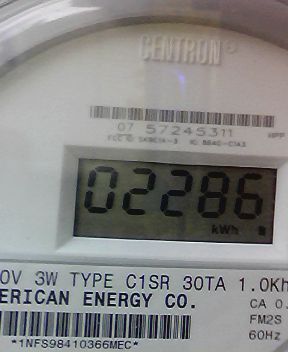 CENTRON®
07 57245311
02286
kWh
0V 3W TYPE C1SR 30TA 1.0Kh
ERICAN ENERGY CO.
CA 0.
FM2S
60Hz
*1NFS98410366MEC*